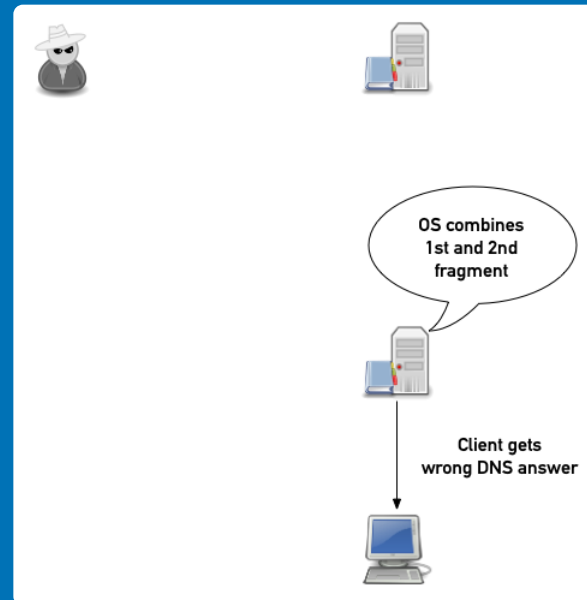 OS combines
1st and 2nd
fragment
Client gets
wrong DNS answer